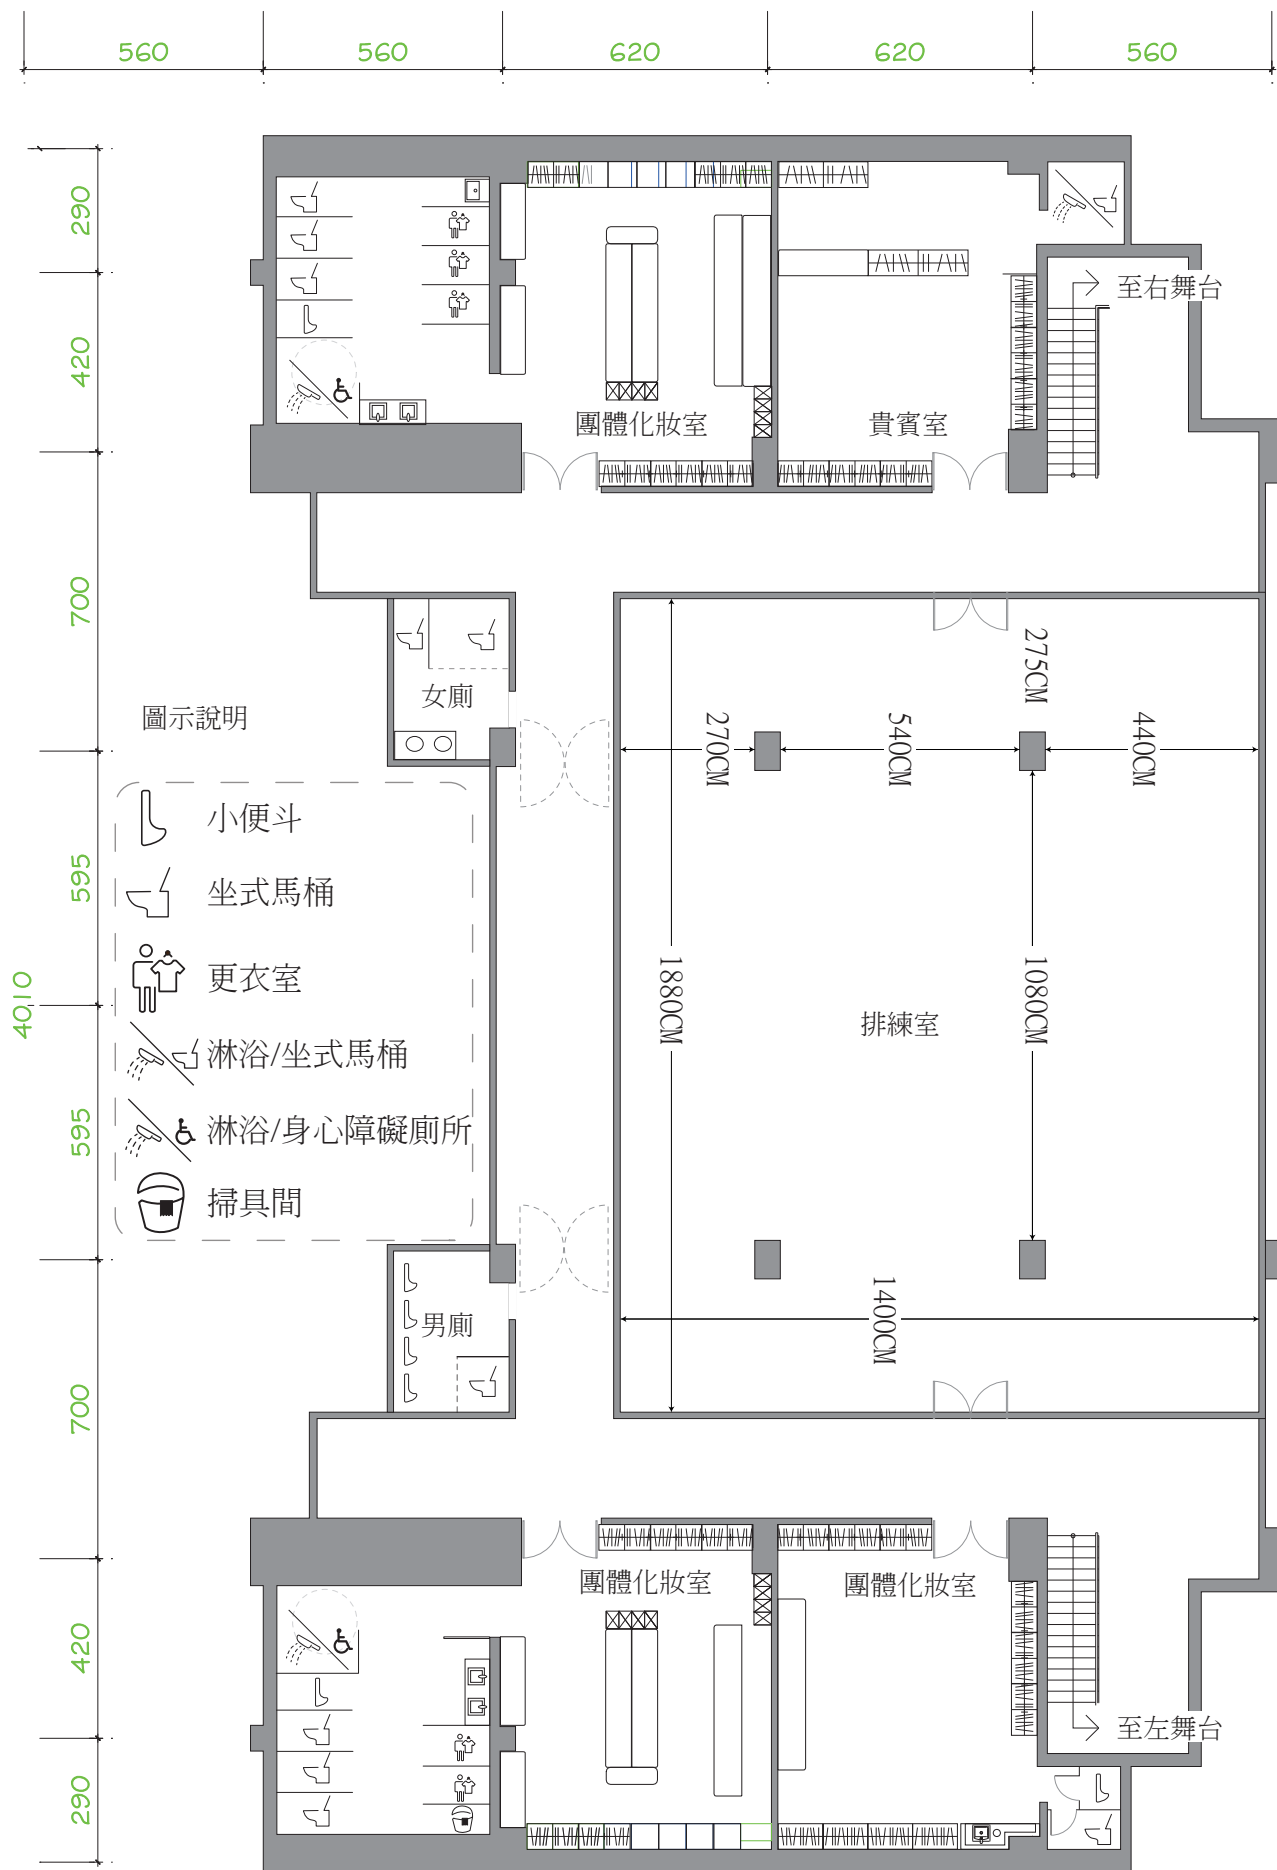 560
560
620
620
560
290
420
700
595
4010
595
700
420
290
至右舞台
團體化妝室
貴賓室
女廁
275CM
270CM
540CM
440CM
圖示說明
小便斗
坐式馬桶
更衣室
淋浴/坐式馬桶
淋浴/身心障礙廁所
掃具間
1880CM
1080CM
排練室
1400CM
男廁
團體化妝室
團體化妝室
至左舞台